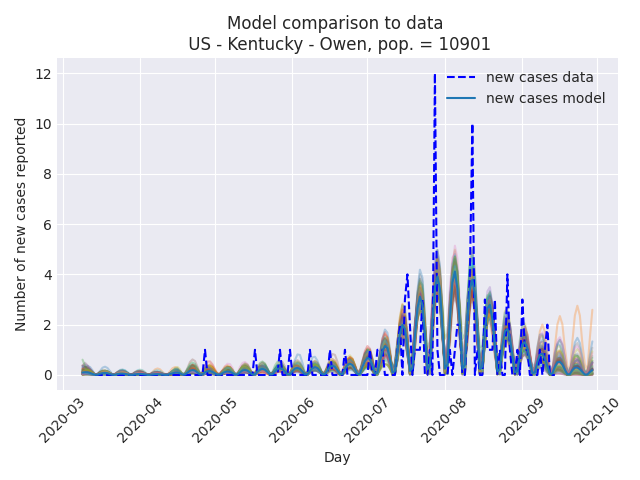 Model comparison to data
US - Kentucky - Owen, pop. = 10901
new cases data
new cases model
Number of new cases reported
12
10
8
6
4
2
0
2020-03
2020-04
2020-05
2020-06
2020-07
2020-08
2020-09
2020-10
Day